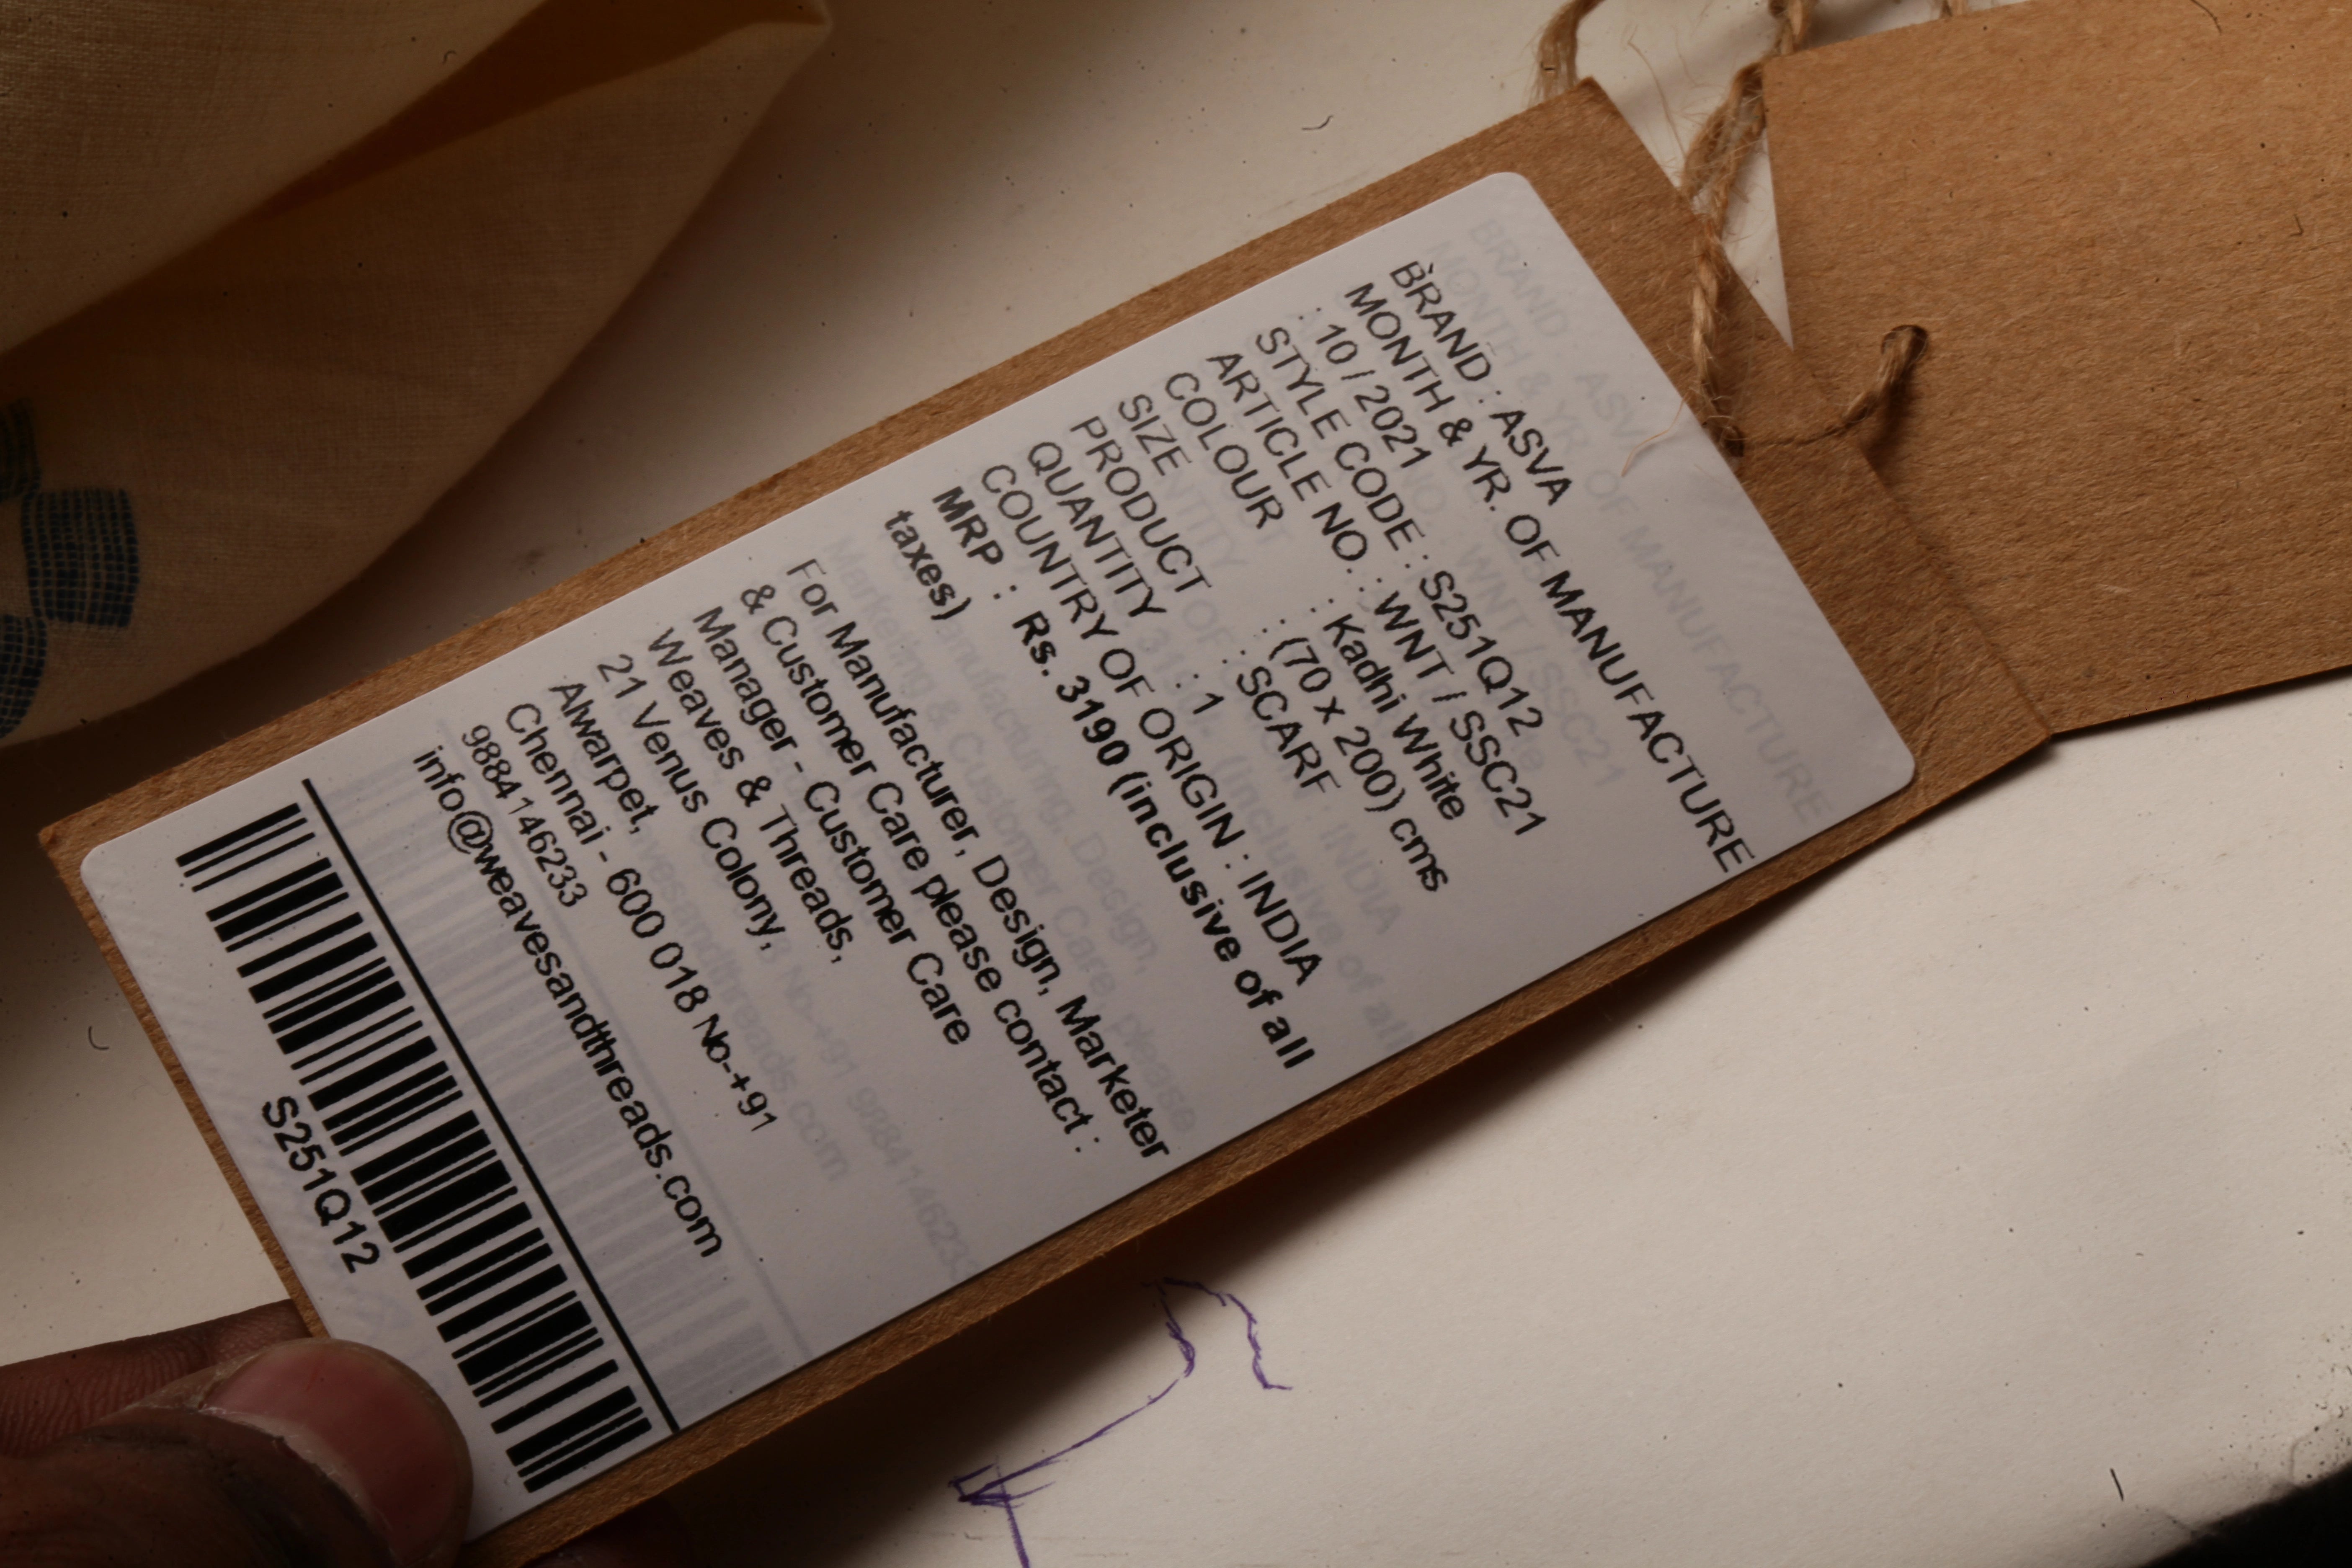 BRAND : ASVA
MONTH & YR. OF MANUFACTURE
: 10 / 2021
STYLE CODE : S251Q12
ARTICLE NO. : WNT / SSC21
COLOUR : Kadhi White
SIZE : (70 x 200) cms
PRODUCT : SCARF
QUANTITY : 1
COUNTRY OF ORIGIN : INDIA
MRP : Rs. 3190 (inclusive of all
taxes)
For Manufacturer, Design, Marketer
& Customer Care please contact :
Manager - Customer Care
Weaves & Threads,
21 Venus Colony,
Alwarpet,
Chennai - 600 018 No-+91
9884146233
info@weavesandthreads.com
S251Q12